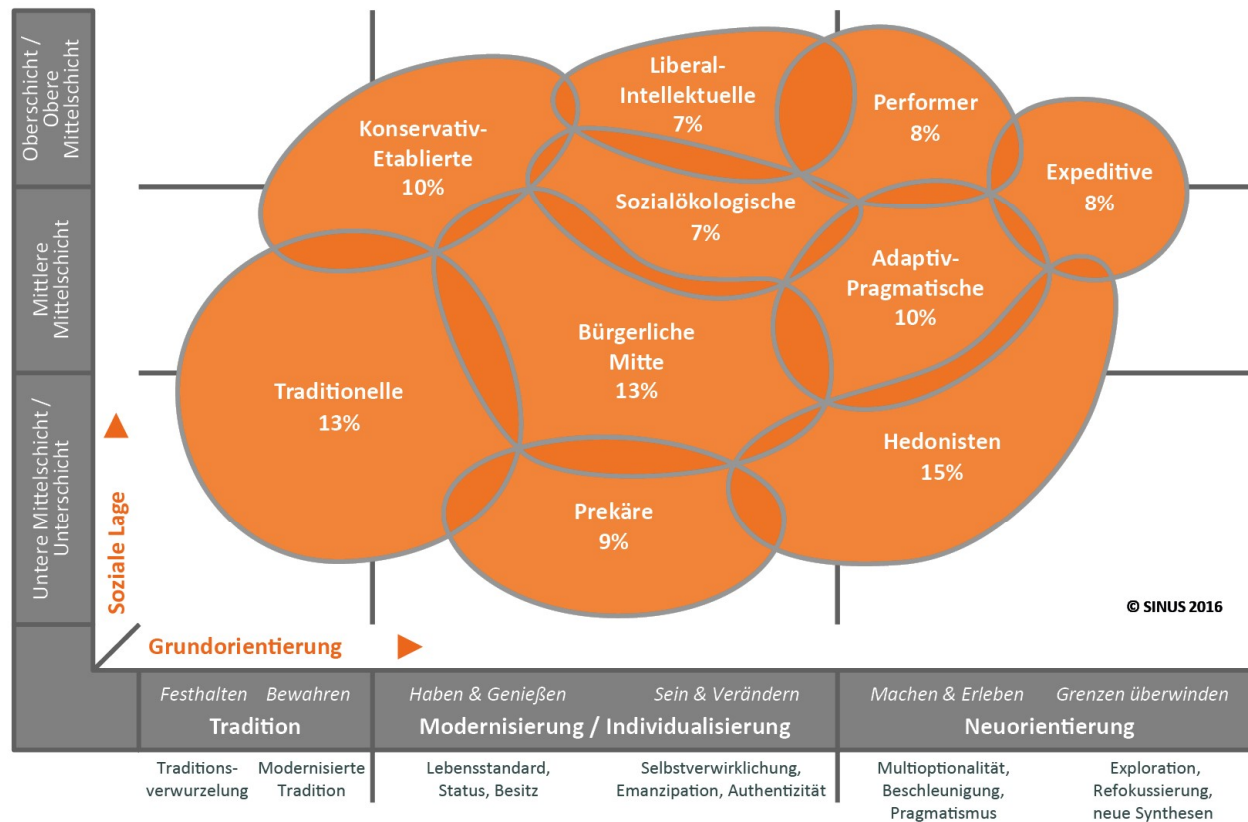 Oberschicht /
Obere
Mittelschicht
Mittlere
Mittelschicht
Untere Mittelschicht /
Unterschicht
Soziale Lage
Konservativ-
Etablierte
10%
Liberal-
Intellektuelle
7%
Performer
8%
Expeditive
8%
Sozialökologische
7%
Adaptiv-
Pragmatische
10%
Bürgerliche
Mitte
13%
Traditionelle
13%
Hedonisten
15%
Prekäre
9%
© SINUS 2016
Grundorientierung
Festhalten Bewahren
Tradition
Haben & Genießen Sein & Verändern
Modernisierung / Individualisierung
Machen & Erleben Grenzen überwinden
Neuorientierung
Traditions-
verwurzelung
Modernisierte
Tradition
Lebensstandard,
Status, Besitz
Selbstverwirklichung,
Emanzipation, Authentizität
Multioptionalität,
Beschleunigung,
Pragmatismus
Exploration,
Refokussierung,
neue Synthesen